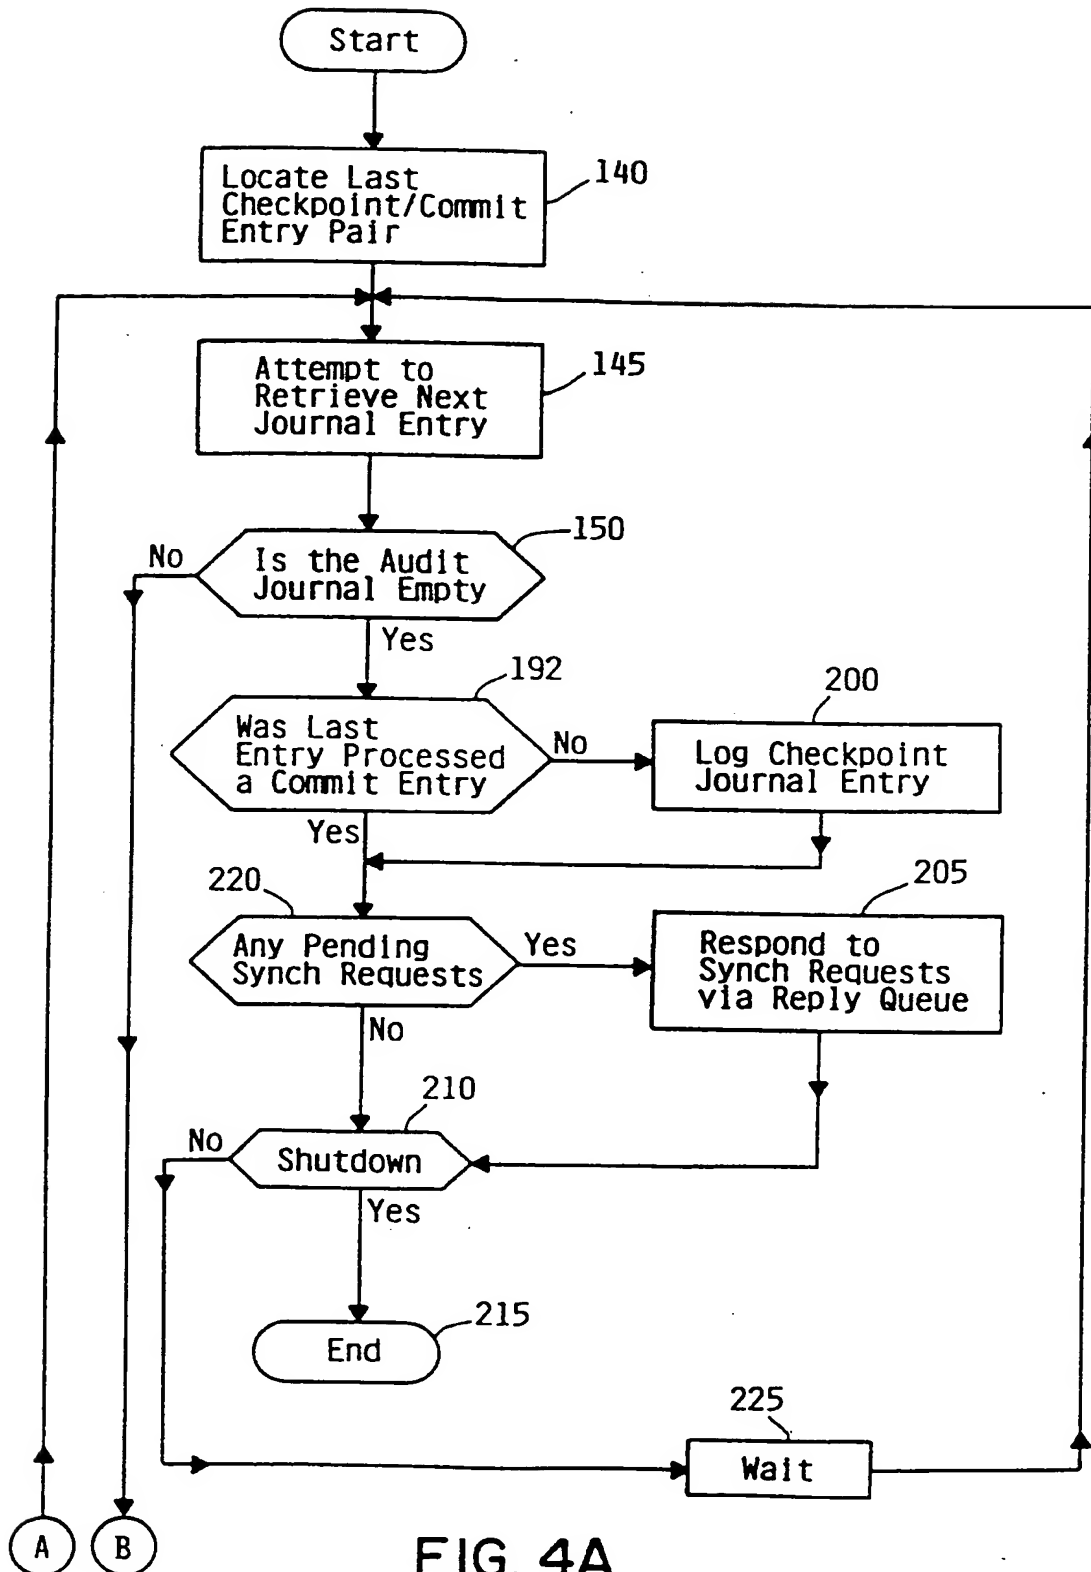 Start
Locate Last
Checkpoint/Commit
Entry Pair
140
Attempt to
Retrieve Next
Journal Entry
145
150
No
Is the Audit
Journal Empty
Yes
192
Was Last
Entry Processed
a Commit Entry
No
200
Log Checkpoint
Journal Entry
Yes
220
Any Pending
Synch Requests
Yes
205
Respond to
Synch Requests
via Reply Queue
No
210
No
Shutdown
Yes
215
End
225
Wait
A
B
FIG. 4A